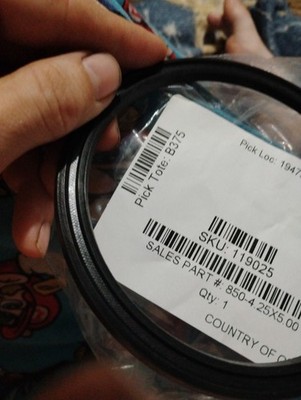 Pick Loc: 1947
Pick Tote: B375
SKU: 119025
SALES PART #: 850-4.25X5.00
Qty: 1
COUNTRY OF